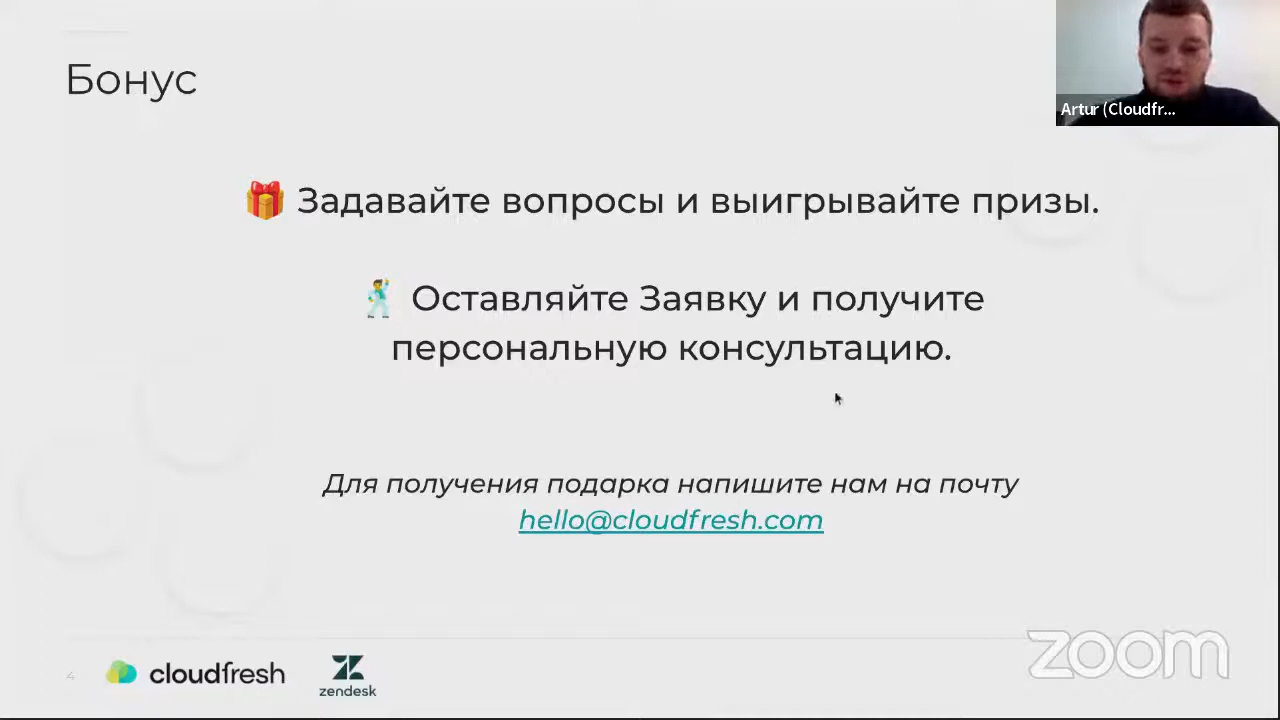 Бонус
Artur (Cloudfr...
🎁 Задавайте вопросы и выигрывайте призы.
🕺 Оставляйте Заявку и получите
персональную консультацию.
Для получения подарка напишите нам на почту
hello@cloudfresh.com
4
cloudfresh
zendesk
zoom